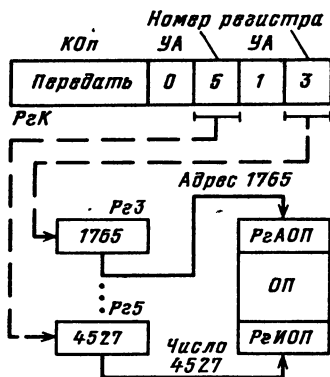 Номер регистра
КОп УА УА
Передать 0 5 1 3
РгК
Адрес 1765
Рг3
1765 РгАОП
ОП
Рг5
4527 РгИОП
Число
4527